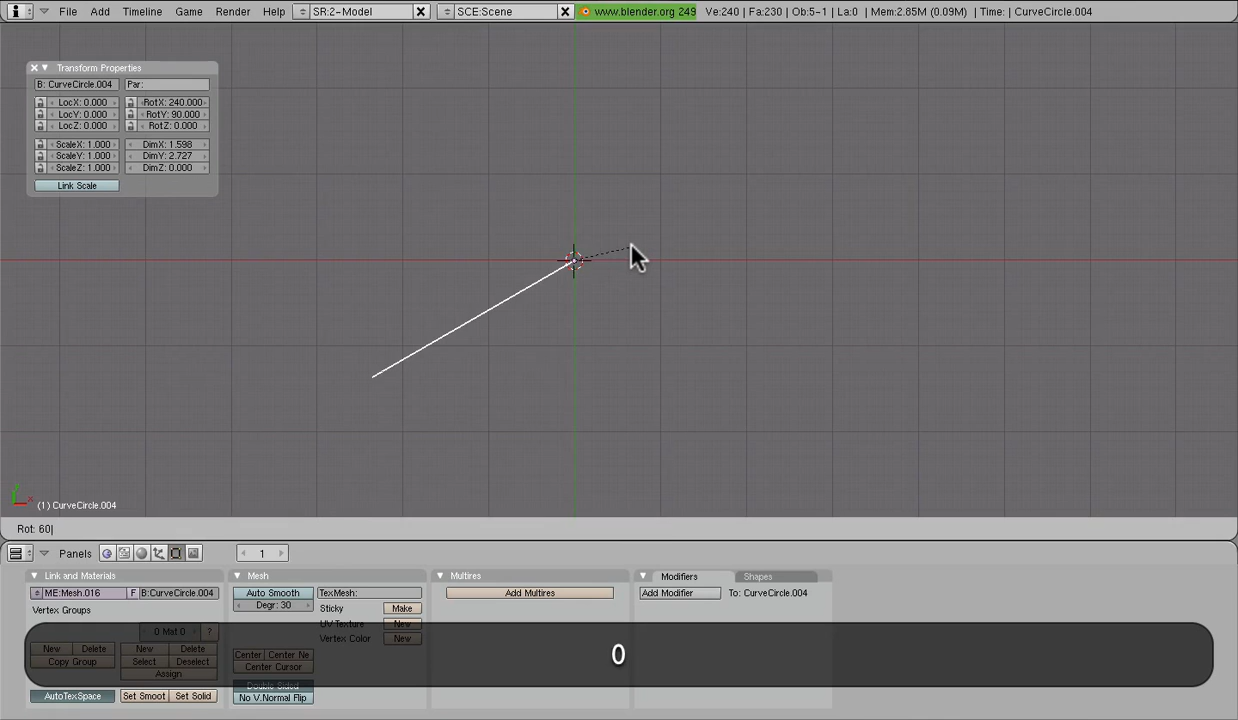 File Add Timeline Game Render Help SR:2-Model SCE:Scene www.blender.org 249 Ve:240 | Fa:230 | Ob:5-1 | La:0 | Mem:2.85M (0.09M) | Time: | CurveCircle.004
Transform Properties
B: CurveCircle.004 Par:
LocX: 0.000 RotX: 240.000
LocY: 0.000 RotY: 90.000
LocZ: 0.000 RotZ: 0.000
ScaleX: 1.000 DimX: 1.598
ScaleY: 1.000 DimY: 2.727
ScaleZ: 1.000 DimZ: 0.000
Link Scale
(1) CurveCircle.004
Rot: 60|
Panels 1
Link and Materials Mesh Multires Modifiers Shapes
ME:Mesh.016 F B:CurveCircle.004 Auto Smooth TexMesh: Add Multires Add Modifier To: CurveCircle.004
Vertex Groups Degr: 30 Sticky Make
UV Texture New
0 Mat 0 ? Vertex Color New
New Delete New Delete Center Center Ne
Copy Group Select Deselect Center Cursor
Assign
0
Double Sided
AutoTexSpace Set Smoot Set Solid No V.Normal Flip